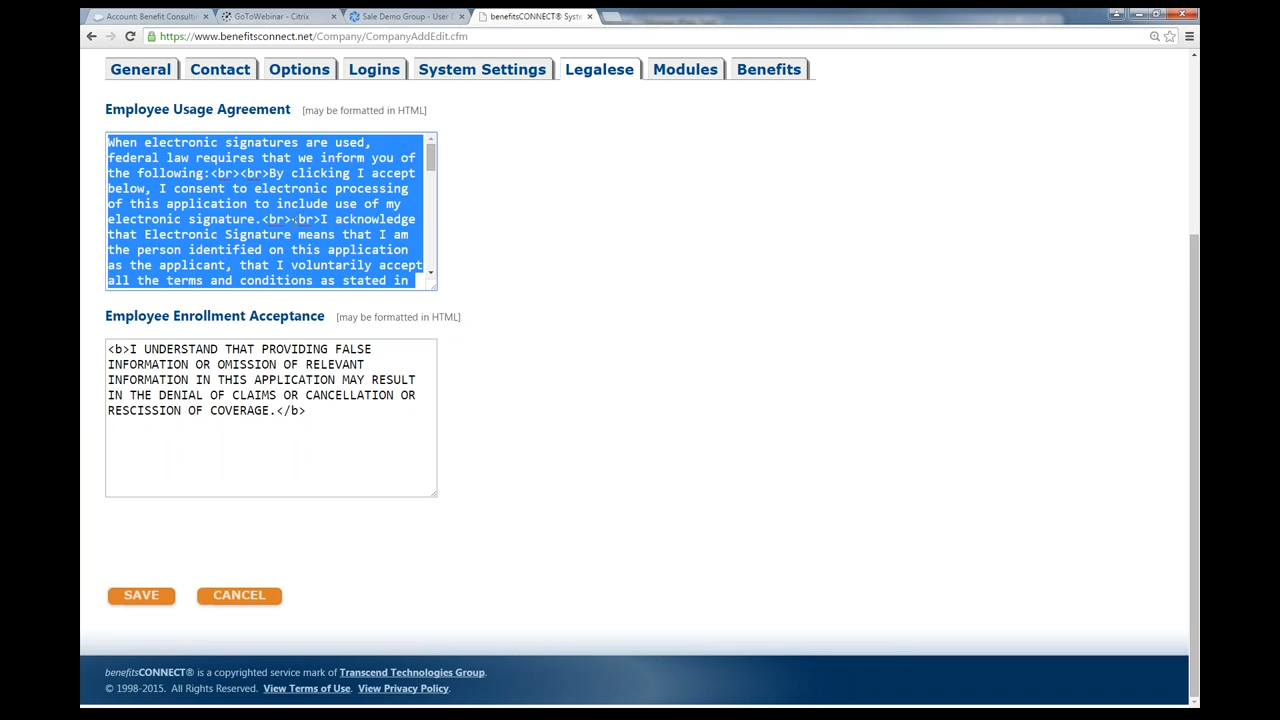 Account: Benefit Consulti
GoToWebinar - Citrix
Sale Demo Group - User
benefitsCONNECT® Syst
https://www.benefitsconnect.net/Company/CompanyAddEdit.cfm
General Contact Options Logins System Settings Legalese Modules Benefits
Employee Usage Agreement [may be formatted in HTML]
When electronic signatures are used,
federal law requires that we inform you of
the following:<br><br>By clicking I accept
below, I consent to electronic processing
of this application to include use of my
electronic signature.<br><br>I acknowledge
that Electronic Signature means that I am
the person identified on this application
as the applicant, that I voluntarily accept
all the terms and conditions as stated in
Employee Enrollment Acceptance [may be formatted in HTML]
<b>I UNDERSTAND THAT PROVIDING FALSE
INFORMATION OR OMISSION OF RELEVANT
INFORMATION IN THIS APPLICATION MAY RESULT
IN THE DENIAL OF CLAIMS OR CANCELLATION OR
RESCISSION OF COVERAGE.</b>
SAVE CANCEL
benefitsCONNECT® is a copyrighted service mark of Transcend Technologies Group.
© 1998-2015. All Rights Reserved. View Terms of Use. View Privacy Policy.